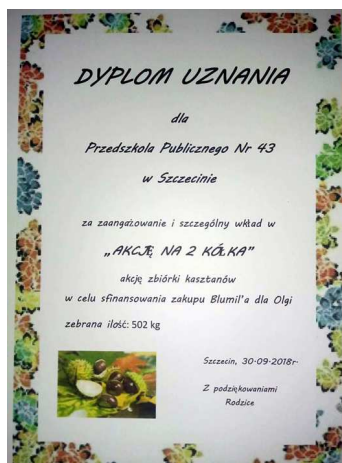 DYPLOM UZNANIA
dla
Przedszkola Publicznego Nr 43
w Szczecinie
za zaangażowanie i szczególny wkład w
„AKCJĘ NA 2 KÓŁKA”
akcję zbiórki kasztanów
w celu sfinansowania zakupu Blumil'a dla Olgi
zebrana ilość: 502 kg
Szczecin, 30-09-2018r.
Z podziękowaniami
Rodzice